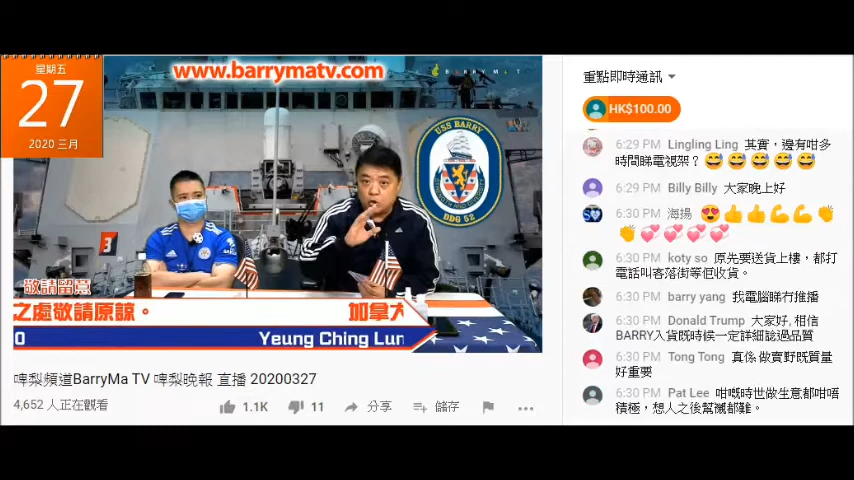 星期五
27
2020 三月
www.barrymatv.com
BARRYMAT
USS BARRY
DDG 52
3
敬請留意
之處敬請原諒。
加拿大
0
Yeung Ching Lun
啤梨頻道BarryMa TV 啤梨晚報 直播 20200327
4,652 人正在觀看
1.1K
11
分享
儲存
重點即時通訊
HK$100.00
6:29 PM Lingling Ling 其實，邊有咁多
時間睇電視架？😅😅😅😅😅
6:29 PM Billy Billy 大家晚上好
6:30 PM 海揚 😍👍👍💪💪👏
👏💞💞💞💞
6:30 PM koty so 原先要送貨上樓，都打
電話叫客落街等佢收貨。
6:30 PM barry yang 我電腦睇冇推播
6:30 PM Donald Trump 大家好, 相信
BARRY入貨既時候一定詳細諗過品質
6:30 PM Tong Tong 真係 做賣野既質量
好重要
6:30 PM Pat Lee 咁嘅時世做生意都咁唔
積極，想人之後幫襯都難。